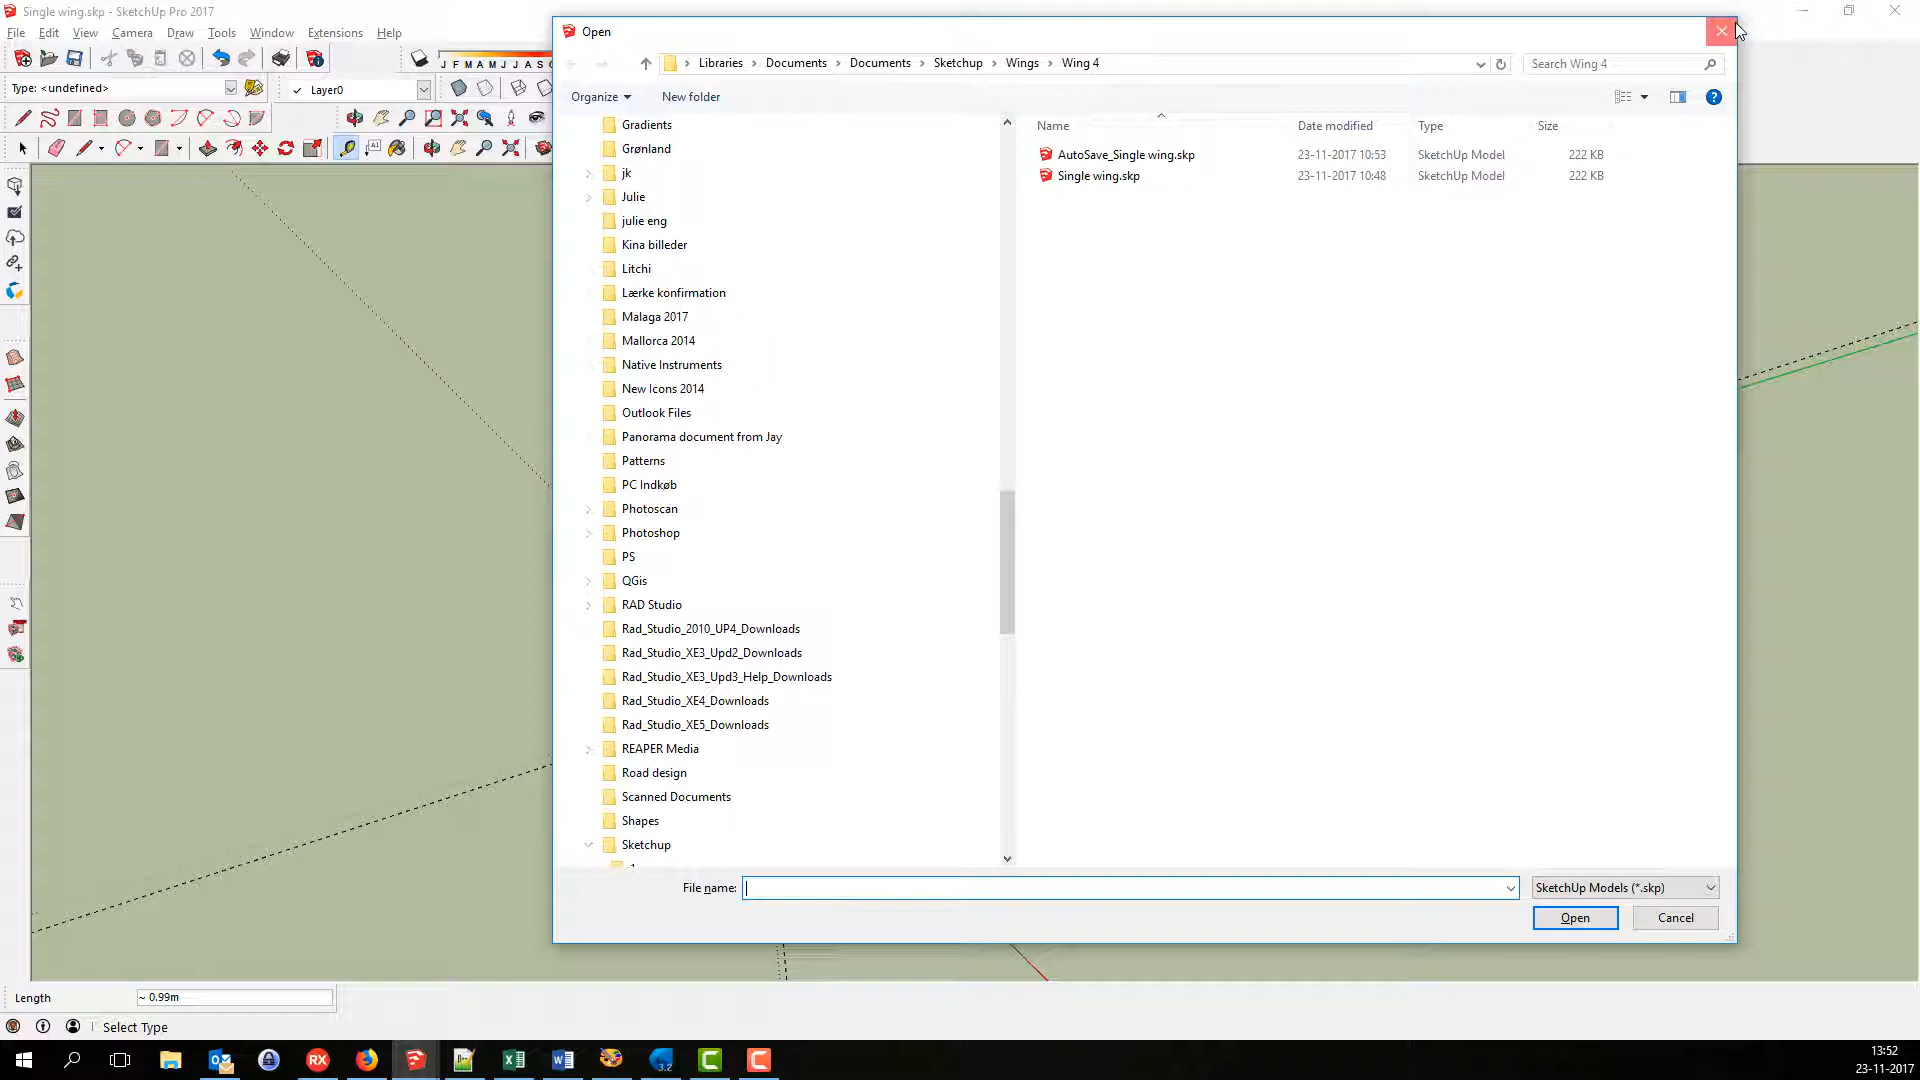 Single wing.skp - SketchUp Pro 2017
File Edit View Camera Draw Tools Window Extensions Help
J F M A M J J A S O N
Type: <undefined>
Layer0
Open
Libraries Documents Documents Sketchup Wings Wing 4
Search Wing 4
Organize New folder
Gradients
Grønland
jk
Julie
julie eng
Kina billeder
Litchi
Lærke konfirmation
Malaga 2017
Mallorca 2014
Native Instruments
New Icons 2014
Outlook Files
Panorama document from Jay
Patterns
PC Indkøb
Photoscan
Photoshop
PS
QGis
RAD Studio
Rad_Studio_2010_UP4_Downloads
Rad_Studio_XE3_Upd2_Downloads
Rad_Studio_XE3_Upd3_Help_Downloads
Rad_Studio_XE4_Downloads
Rad_Studio_XE5_Downloads
REAPER Media
Road design
Scanned Documents
Shapes
Sketchup
Name Date modified Type Size
AutoSave_Single wing.skp 23-11-2017 10:53 SketchUp Model 222 KB
Single wing.skp 23-11-2017 10:48 SketchUp Model 222 KB
File name:
SketchUp Models (*.skp)
Open Cancel
Length ~ 0.99m
Select Type
RX
3.2
13:52
23-11-2017